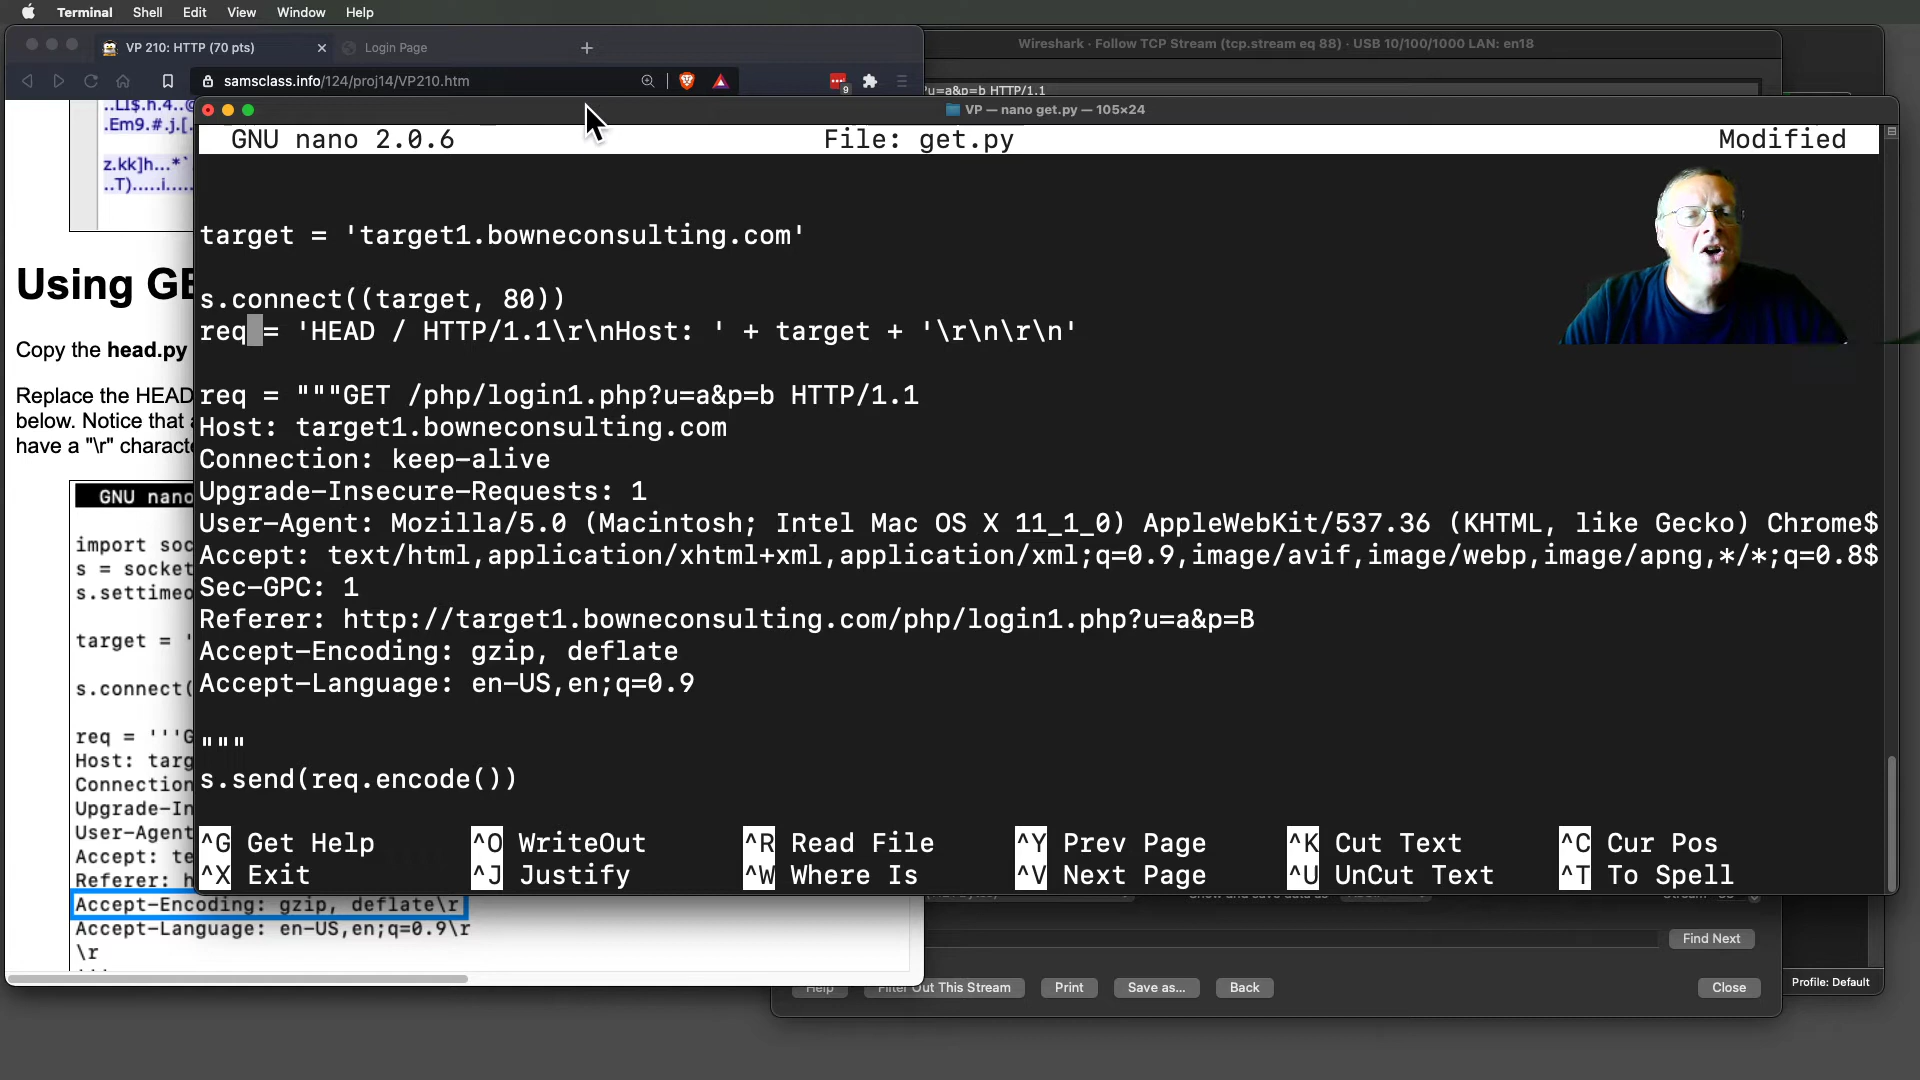 Terminal Shell Edit View Window Help
VP 210: HTTP (70 pts) × Login Page +
Wireshark · Follow TCP Stream (tcp.stream eq 88) · USB 10/100/1000 LAN: en18
samsclass.info/124/proj14/VP210.htm
9
?u=a&p=b HTTP/1.1
..LI$.h.4..@
.Em9.#.j.[.
z.kk]h...*`
..T).....i.....
VP — nano get.py — 105×24
GNU nano 2.0.6 File: get.py Modified
target = 'target1.bowneconsulting.com'
s.connect((target, 80))
req = 'HEAD / HTTP/1.1\r\nHost: ' + target + '\r\n\r\n'
req = """GET /php/login1.php?u=a&p=b HTTP/1.1
Host: target1.bowneconsulting.com
Connection: keep-alive
Upgrade-Insecure-Requests: 1
User-Agent: Mozilla/5.0 (Macintosh; Intel Mac OS X 11_1_0) AppleWebKit/537.36 (KHTML, like Gecko) Chrome$
Accept: text/html,application/xhtml+xml,application/xml;q=0.9,image/avif,image/webp,image/apng,*/*;q=0.8$
Sec-GPC: 1
Referer: http://target1.bowneconsulting.com/php/login1.php?u=a&p=B
Accept-Encoding: gzip, deflate
Accept-Language: en-US,en;q=0.9
"""
s.send(req.encode())
^G Get Help ^O WriteOut ^R Read File ^Y Prev Page ^K Cut Text ^C Cur Pos
^X Exit ^J Justify ^W Where Is ^V Next Page ^U UnCut Text ^T To Spell
Using GE
Copy the head.py
Replace the HEAD
below. Notice that a
have a "\r" characte
GNU nano
import soc
s = socket
s.settimeo
target = '
s.connect(
req = '''G
Host: targ
Connection
Upgrade-In
User-Agent
Accept: te
Referer: h
Accept-Encoding: gzip, deflate\r
Accept-Language: en-US,en;q=0.9\r
\r
Find Next
Help Filter Out This Stream Print Save as... Back Close
Profile: Default